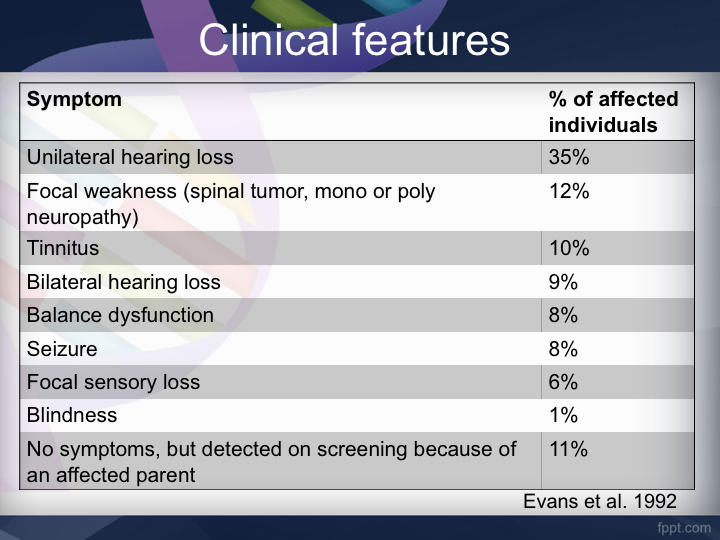 Clinical features
Symptom
% of affected
individuals
Unilateral hearing loss
35%
Focal weakness (spinal tumor, mono or poly
neuropathy)
12%
Tinnitus
10%
Bilateral hearing loss
9%
Balance dysfunction
8%
Seizure
8%
Focal sensory loss
6%
Blindness
1%
No symptoms, but detected on screening because of
an affected parent
11%
Evans et al. 1992
fppt.com